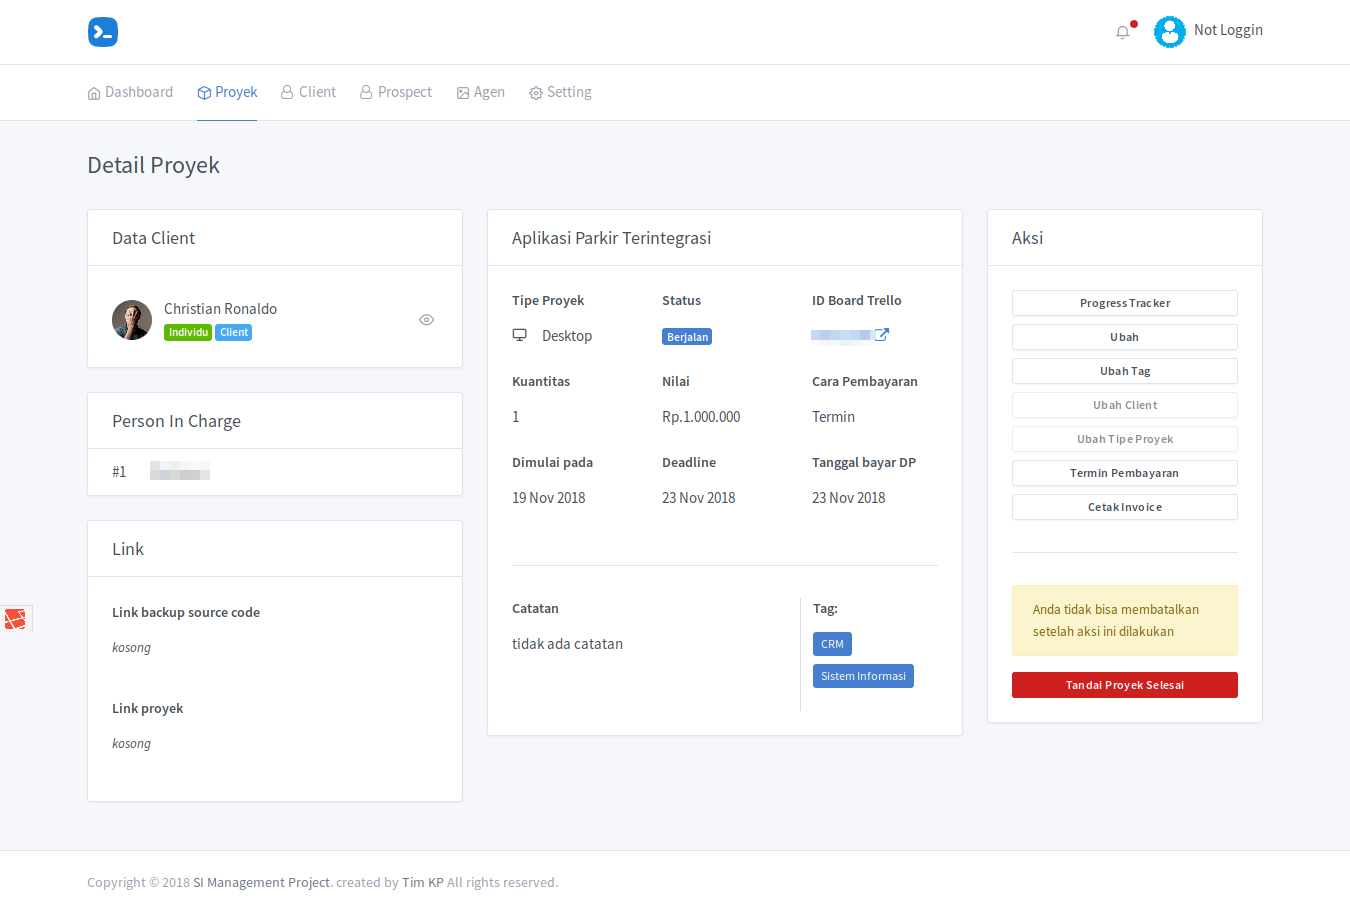 Not Loggin
Dashboard
Proyek
Client
Prospect
Agen
Setting
Detail Proyek
Data Client
Christian Ronaldo
Individu
Client
Person In Charge
#1
Link
Link backup source code
kosong
Link proyek
kosong
Aplikasi Parkir Terintegrasi
Tipe Proyek
Status
ID Board Trello
Desktop
Berjalan
Kuantitas
Nilai
Cara Pembayaran
1
Rp.1.000.000
Termin
Dimulai pada
Deadline
Tanggal bayar DP
19 Nov 2018
23 Nov 2018
23 Nov 2018
Catatan
tidak ada catatan
Tag:
CRM
Sistem Informasi
Aksi
Progress Tracker
Ubah
Ubah Tag
Ubah Client
Ubah Tipe Proyek
Termin Pembayaran
Cetak Invoice
Anda tidak bisa membatalkan
setelah aksi ini dilakukan
Tandai Proyek Selesai
Copyright © 2018 SI Management Project. created by Tim KP All rights reserved.